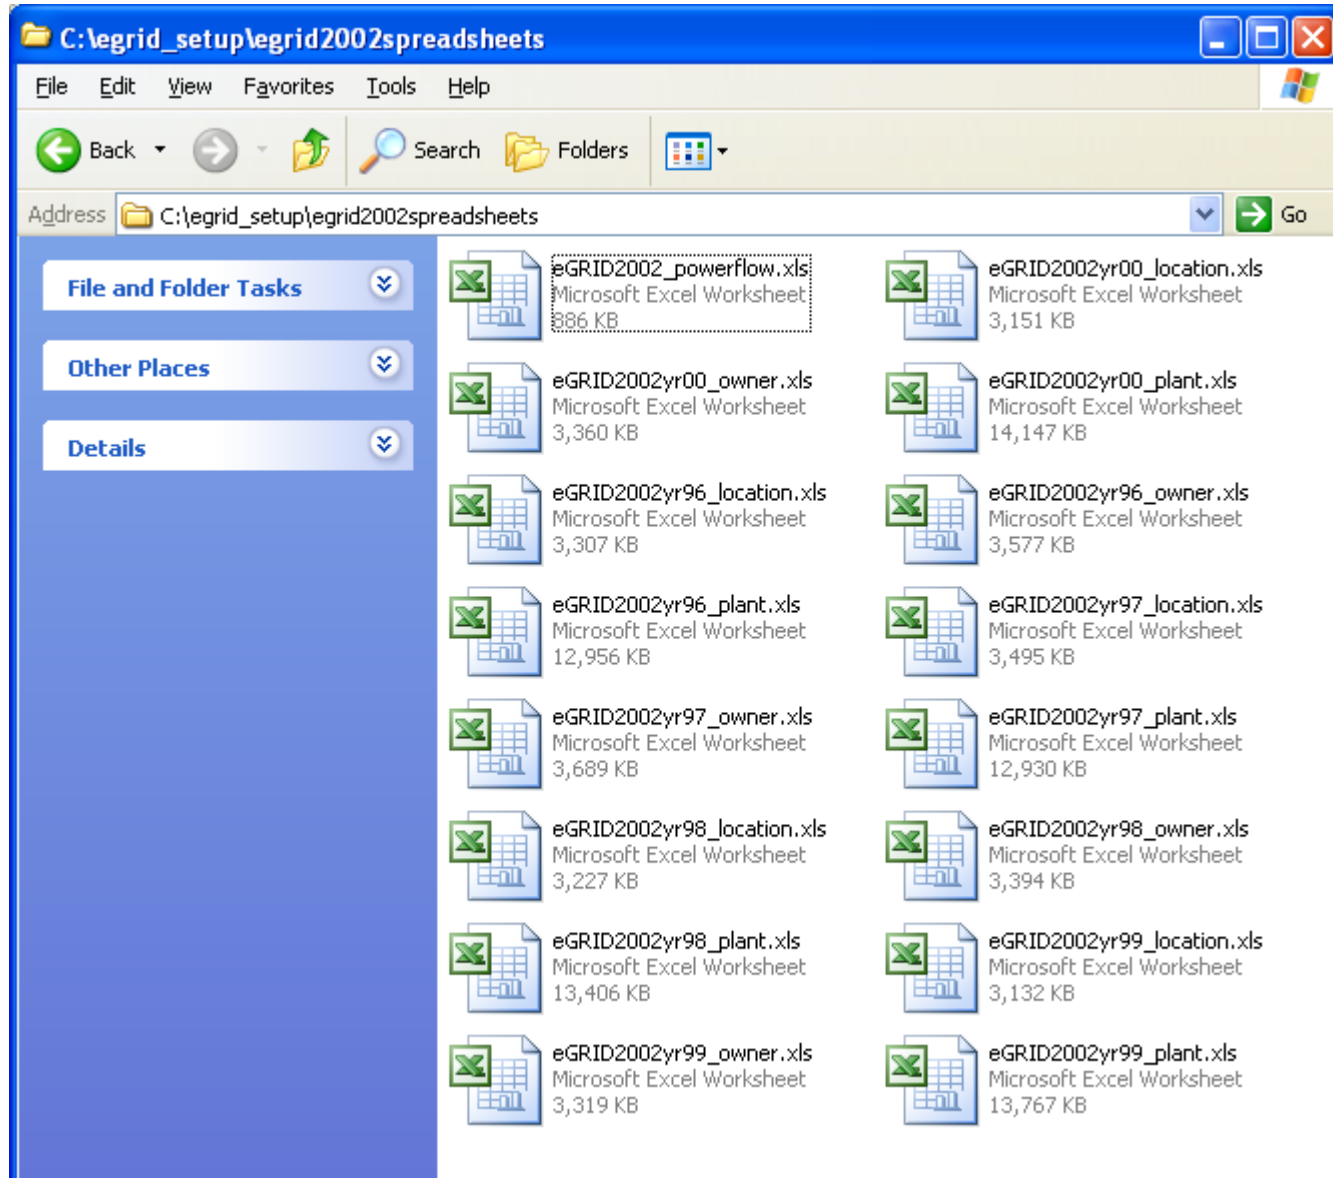 C:\egrid_setup\egrid2002spreadsheets
File Edit View Favorites Tools Help
Back Search Folders
Address C:\egrid_setup\egrid2002spreadsheets Go
File and Folder Tasks
Other Places
Details
eGRID2002_powerflow.xls
Microsoft Excel Worksheet
886 KB
eGRID2002yr00_location.xls
Microsoft Excel Worksheet
3,151 KB
eGRID2002yr00_owner.xls
Microsoft Excel Worksheet
3,360 KB
eGRID2002yr00_plant.xls
Microsoft Excel Worksheet
14,147 KB
eGRID2002yr96_location.xls
Microsoft Excel Worksheet
3,307 KB
eGRID2002yr96_owner.xls
Microsoft Excel Worksheet
3,577 KB
eGRID2002yr96_plant.xls
Microsoft Excel Worksheet
12,956 KB
eGRID2002yr97_location.xls
Microsoft Excel Worksheet
3,495 KB
eGRID2002yr97_owner.xls
Microsoft Excel Worksheet
3,689 KB
eGRID2002yr97_plant.xls
Microsoft Excel Worksheet
12,930 KB
eGRID2002yr98_location.xls
Microsoft Excel Worksheet
3,227 KB
eGRID2002yr98_owner.xls
Microsoft Excel Worksheet
3,394 KB
eGRID2002yr98_plant.xls
Microsoft Excel Worksheet
13,406 KB
eGRID2002yr99_location.xls
Microsoft Excel Worksheet
3,132 KB
eGRID2002yr99_owner.xls
Microsoft Excel Worksheet
3,319 KB
eGRID2002yr99_plant.xls
Microsoft Excel Worksheet
13,767 KB